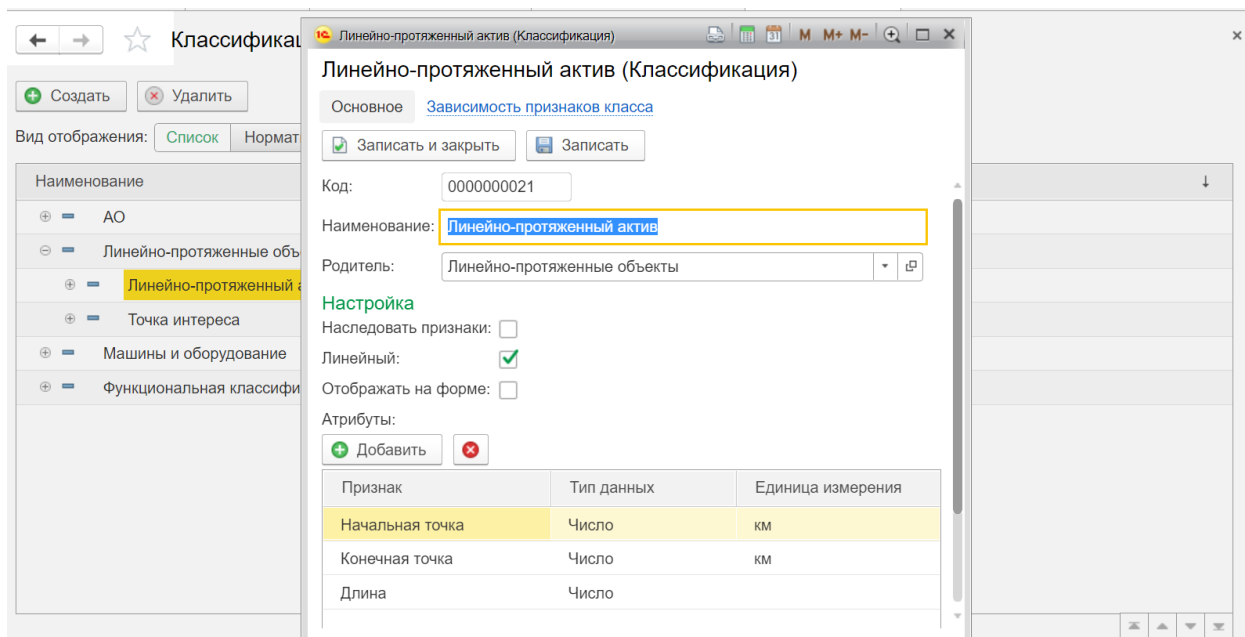 Классификац
1С Линейно-протяженный актив (Классификация) 31 M M+ M-
Линейно-протяженный актив (Классификация)
Создать Удалить
Основное Зависимость признаков класса
Вид отображения: Список Нормат
Записать и закрыть Записать
Наименование
Код: 0000000021
АО
Наименование: Линейно-протяженный актив
Линейно-протяженные объ
Родитель: Линейно-протяженные объекты
Линейно-протяженный а
Настройка
Точка интереса
Наследовать признаки:
Машины и оборудование
Линейный:
Функциональная классифи
Отображать на форме:
Атрибуты:
Добавить
Признак Тип данных Единица измерения
Начальная точка Число км
Конечная точка Число км
Длина Число